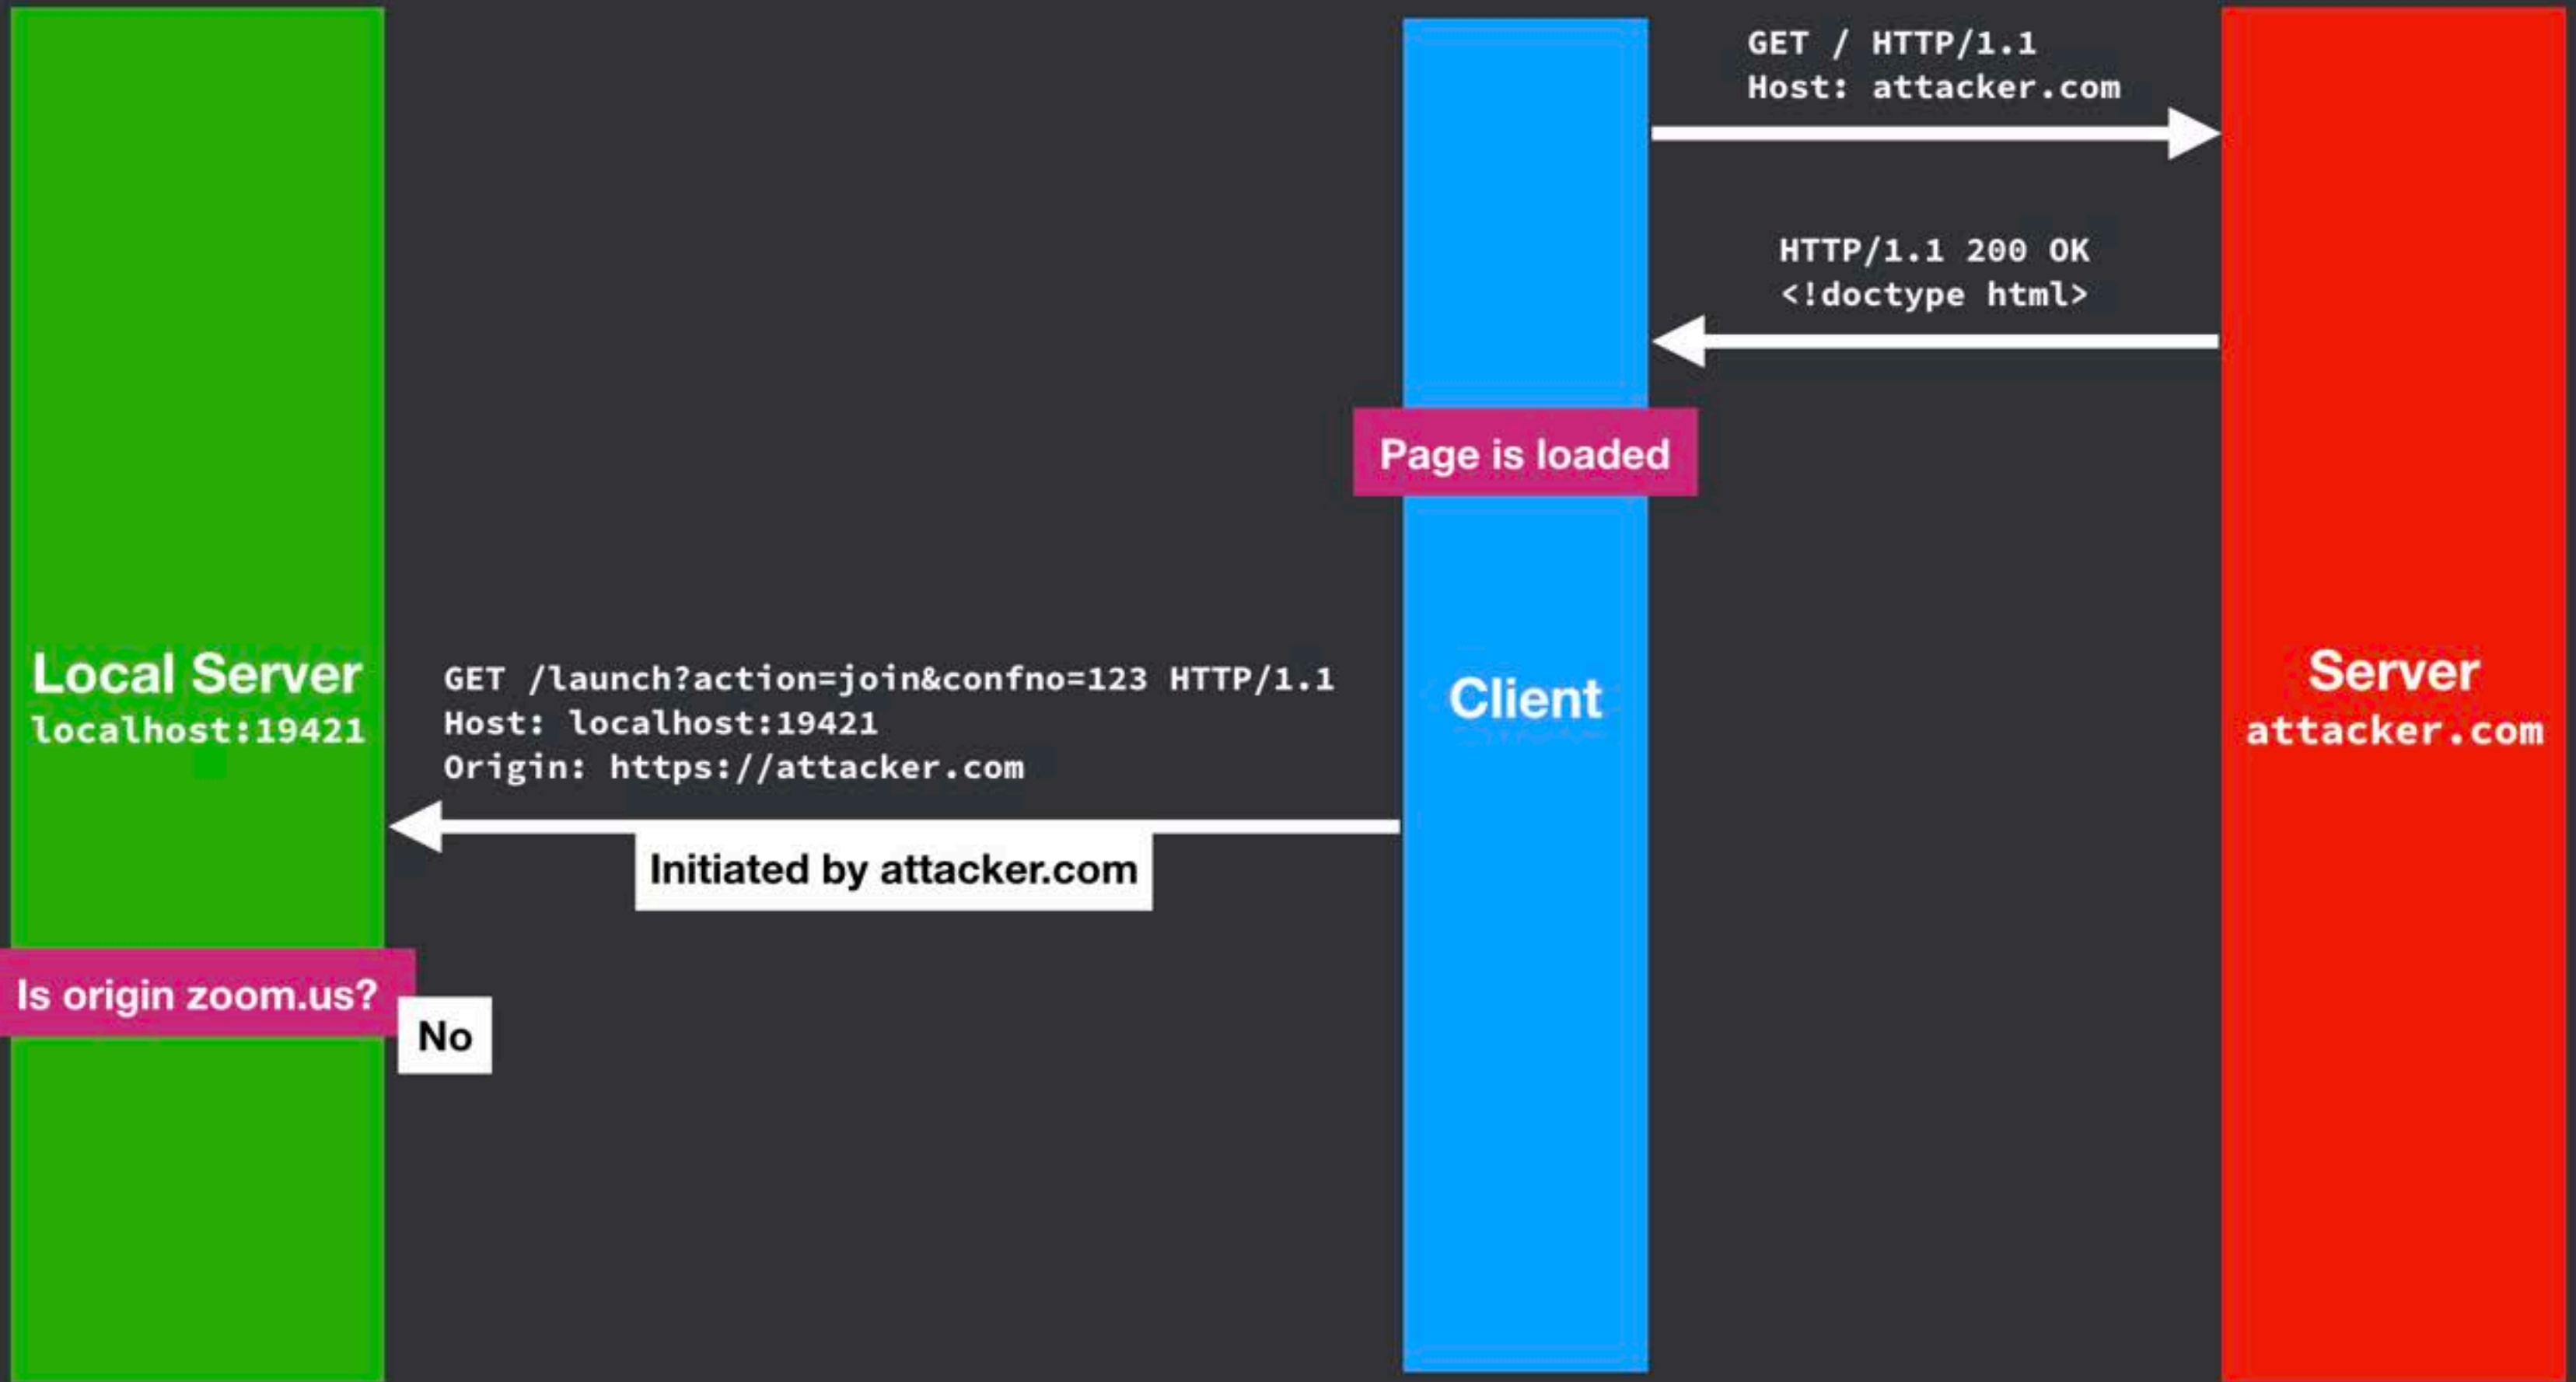 GET / HTTP/1.1
Host: attacker.com
HTTP/1.1 200 OK
<!doctype html>
Page is loaded
Local Server
localhost:19421
GET /launch?action=join&confno=123 HTTP/1.1
Host: localhost:19421
Origin: https://attacker.com
Client
Server
attacker.com
Initiated by attacker.com
Is origin zoom.us?
No